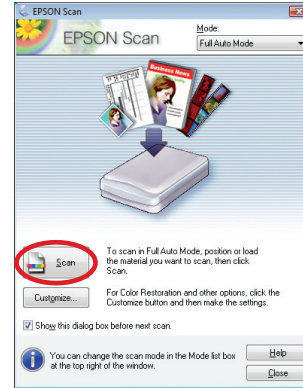 EPSON Scan
EPSON Scan
Mode:
Full Auto Mode
Business News
Scan
To scan in Full Auto Mode, position or load
the material you want to scan, then click
Scan.
Customize...
For Color Restoration and other options, click the
Customize button and then make the settings.
Show this dialog box before next scan.
You can change the scan mode in the Mode list box
at the top right of the window.
Help
Close